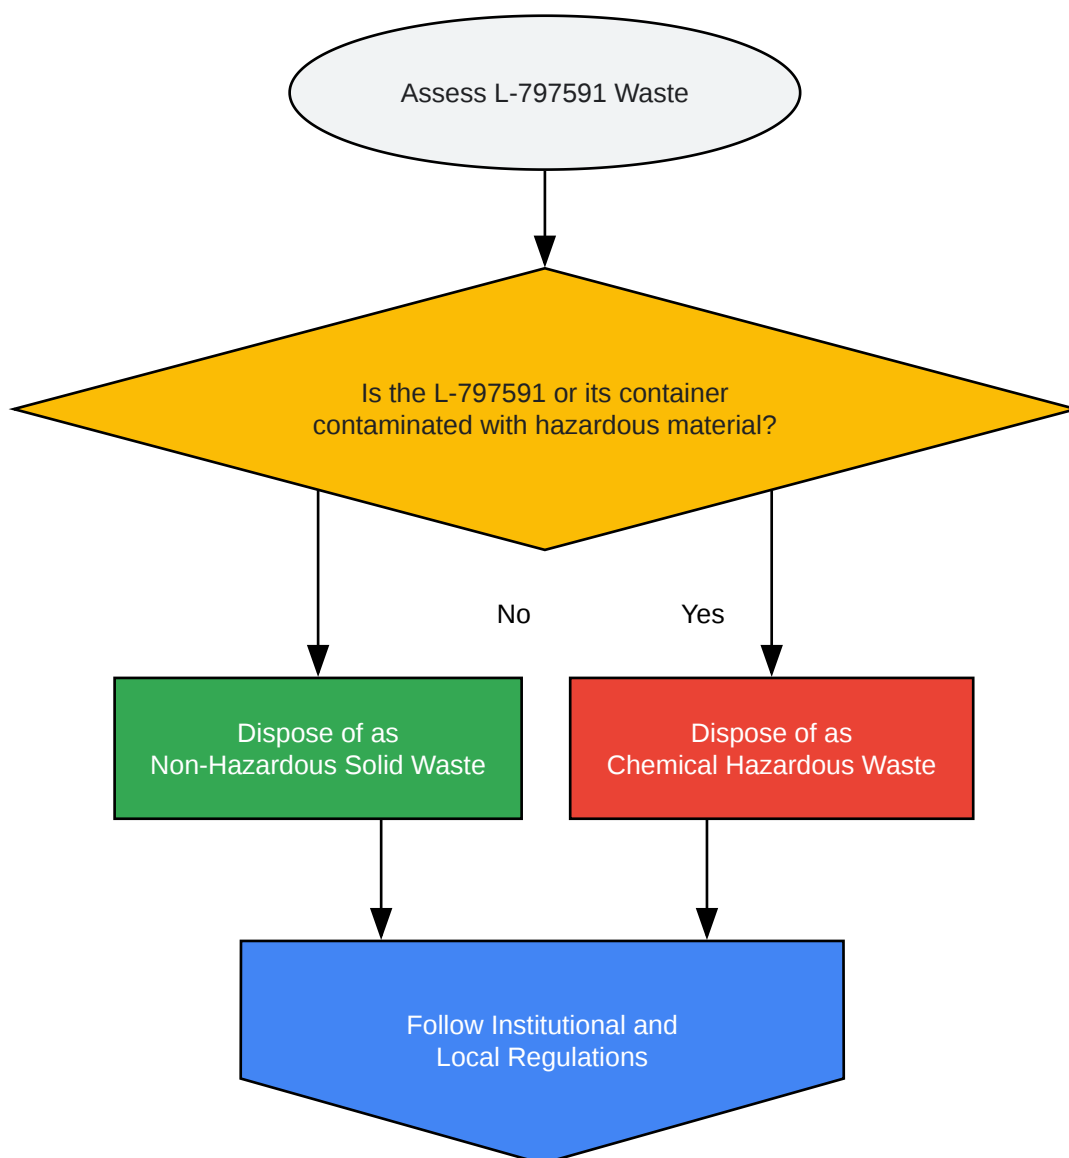 Assess L-797591 Waste
Is the L-797591 or its container
contaminated with hazardous material?
No
Yes
Dispose of as
Non-Hazardous Solid Waste
Dispose of as
Chemical Hazardous Waste
Follow Institutional and
Local Regulations